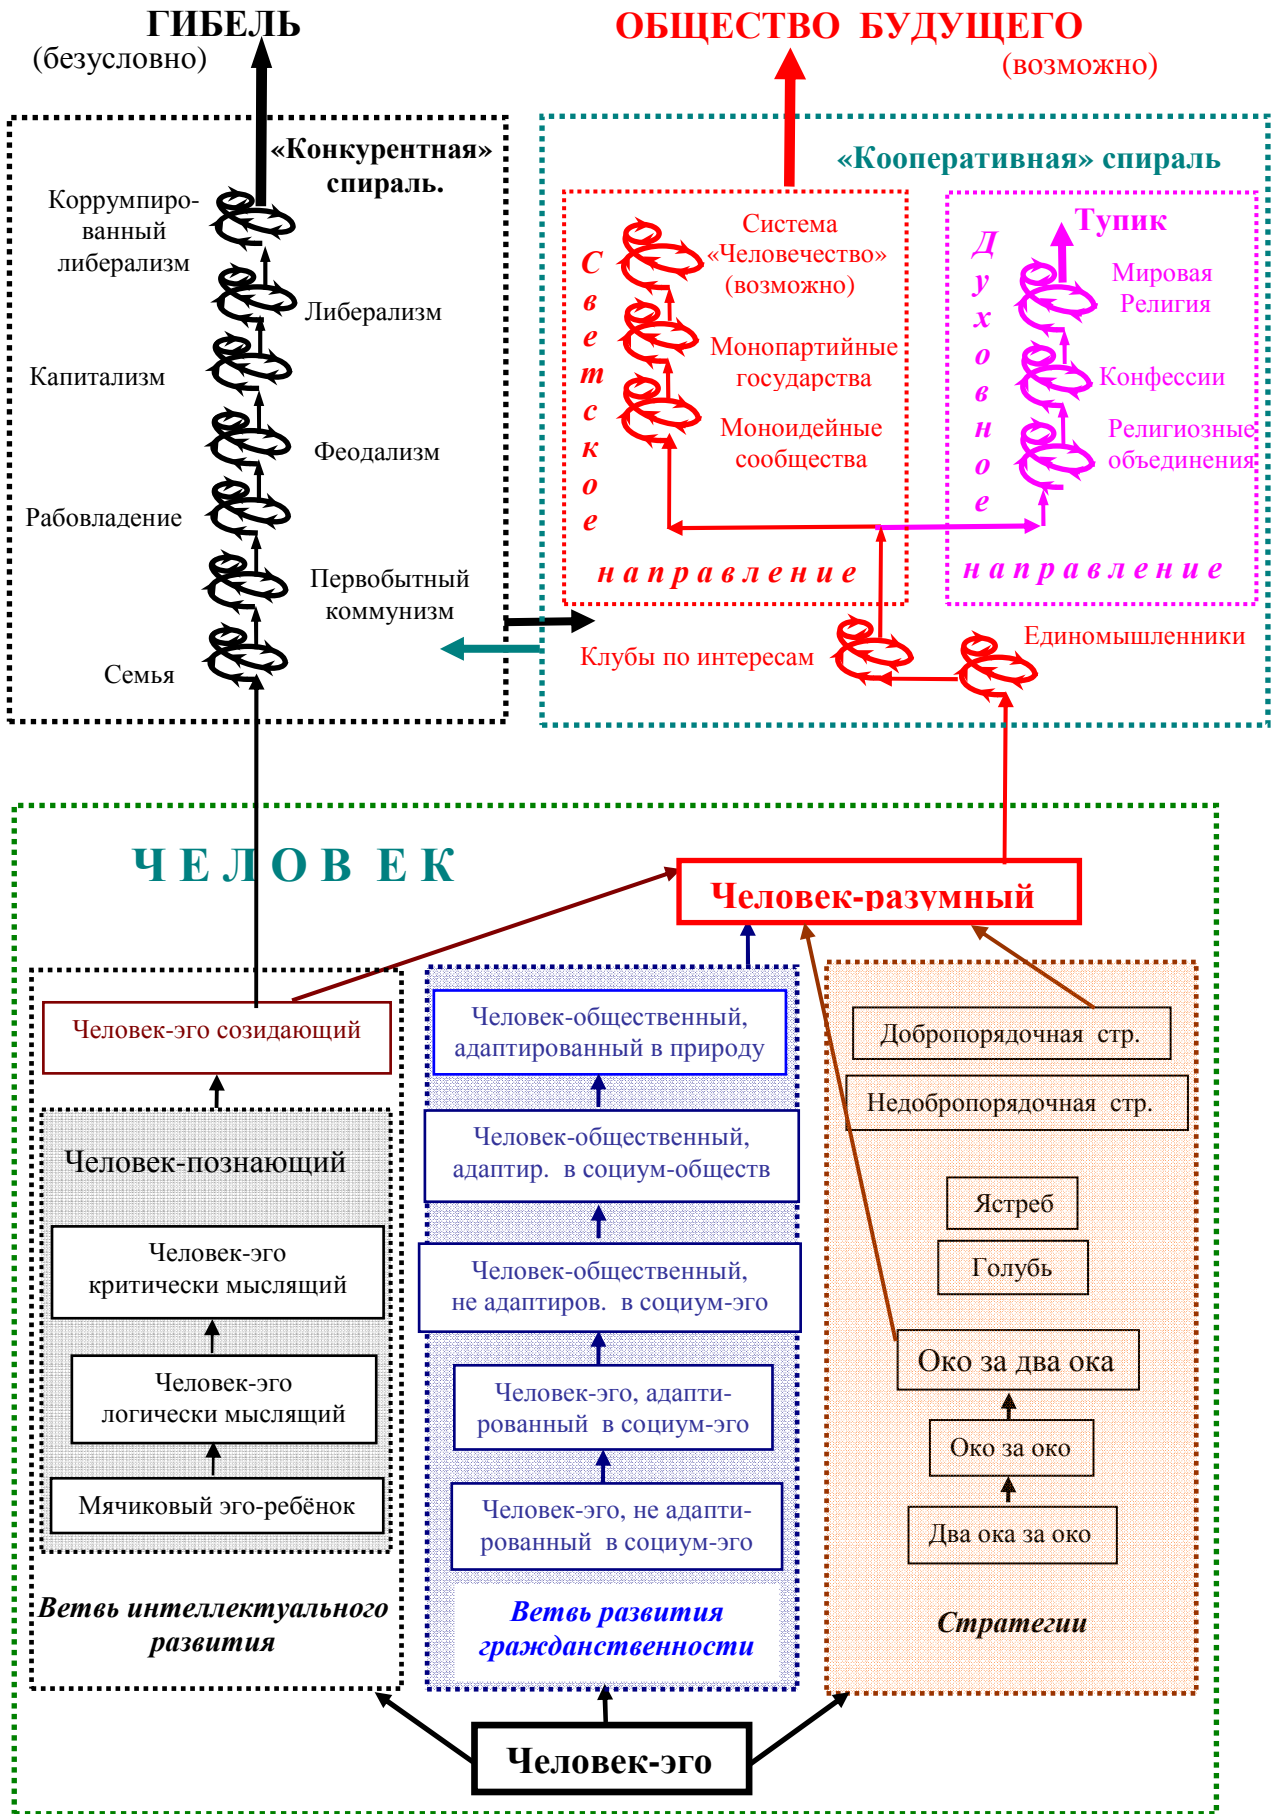 ГИБЕЛЬ
(безусловно)
ОБЩЕСТВО БУДУЩЕГО
(возможно)
«Конкурентная»
спираль.
Коррумпиро-
ванный
либерализм
Либерализм
Капитализм
Феодализм
Рабовладение
Первобытный
коммунизм
Семья
«Кооперативная» спираль
Светское
Система
«Человечество»
(возможно)
Монопартийные
государства
Моноидейные
сообщества
направление
Духовное
Тупик
Мировая
Религия
Конфессии
Религиозные
объединения
направление
Клубы по интересам
Единомышленники
ЧЕЛОВЕК
Человек-разумный
Человек-эго созидающий
Человек-познающий
Человек-эго
критически мыслящий
Человек-эго
логически мыслящий
Мячиковый эго-ребёнок
Ветвь интеллектуального
развития
Человек-общественный,
адаптированный в природу
Человек-общественный,
адаптир. в социум-обществ
Человек-общественный,
не адаптиров. в социум-эго
Человек-эго, адапти-
рованный в социум-эго
Человек-эго, не адапти-
рованный в социум-эго
Ветвь развития
гражданственности
Добропорядочная стр.
Недобропорядочная стр.
Ястреб
Голубь
Око за два ока
Око за око
Два ока за око
Стратегии
Человек-эго